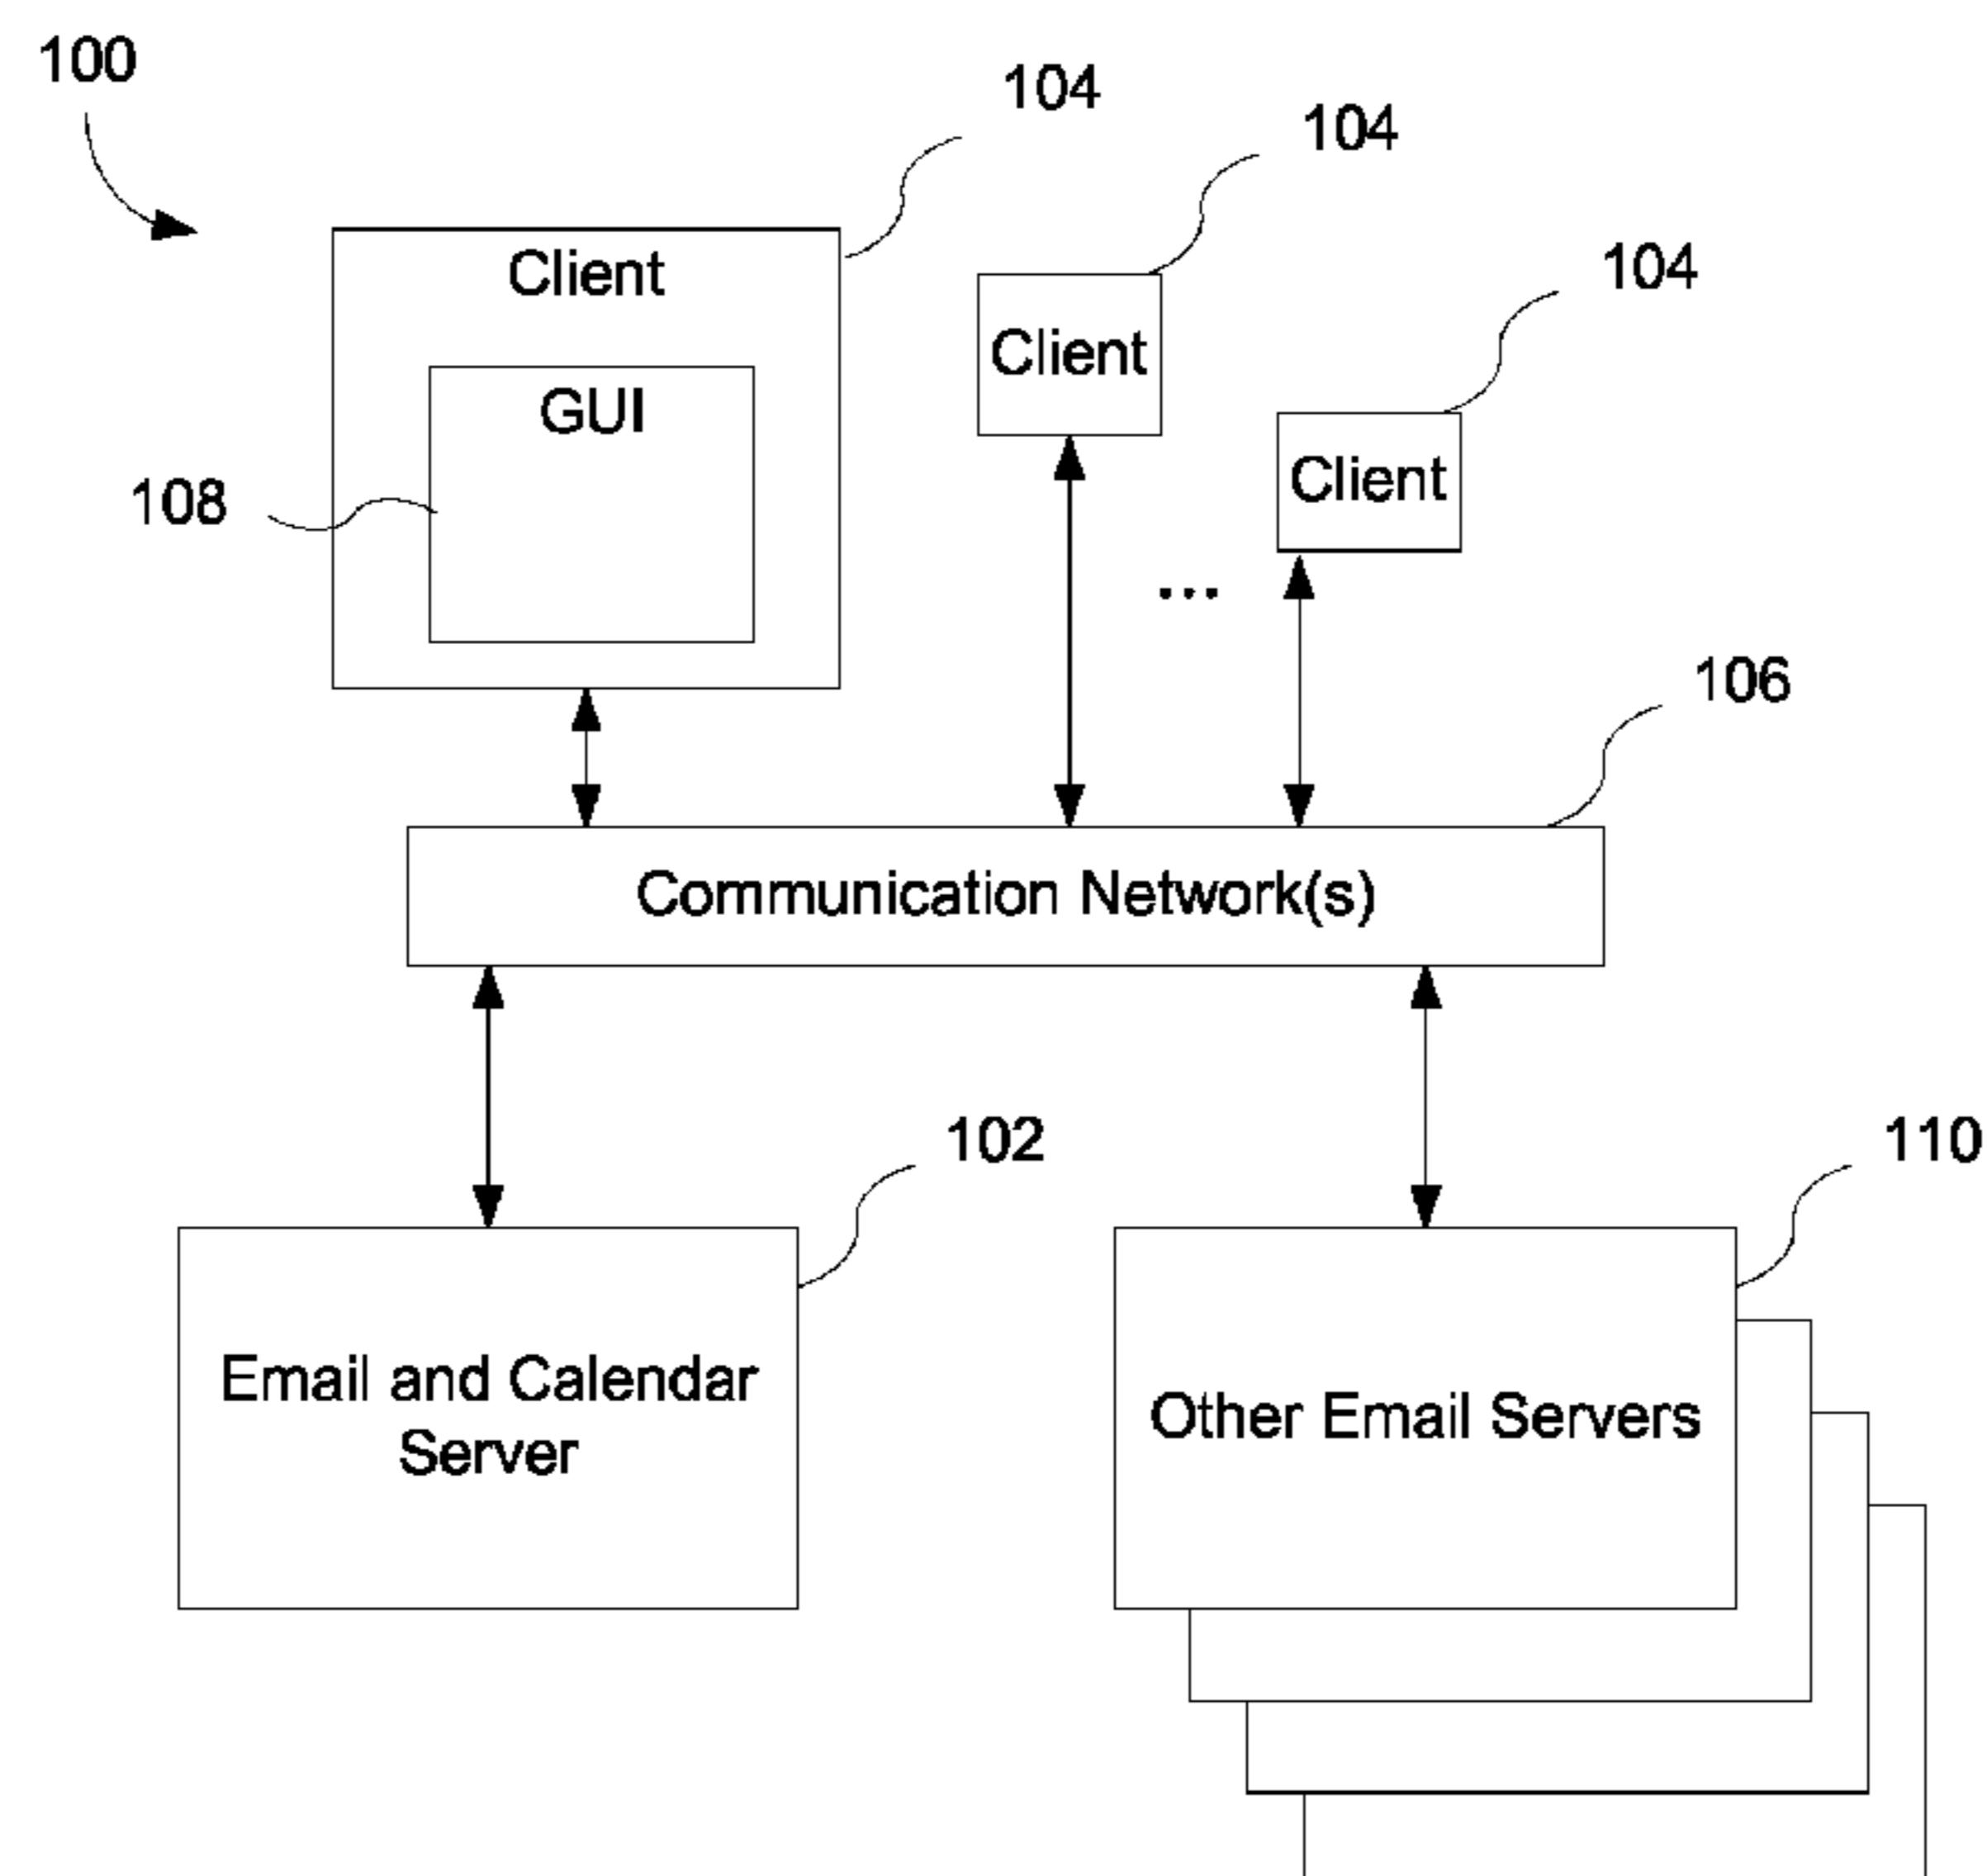 100
104
104
104
Client
Client
GUI
Client
108
...
106
Communication Network(s)
102
110
Email and Calendar
Server
Other Email Servers